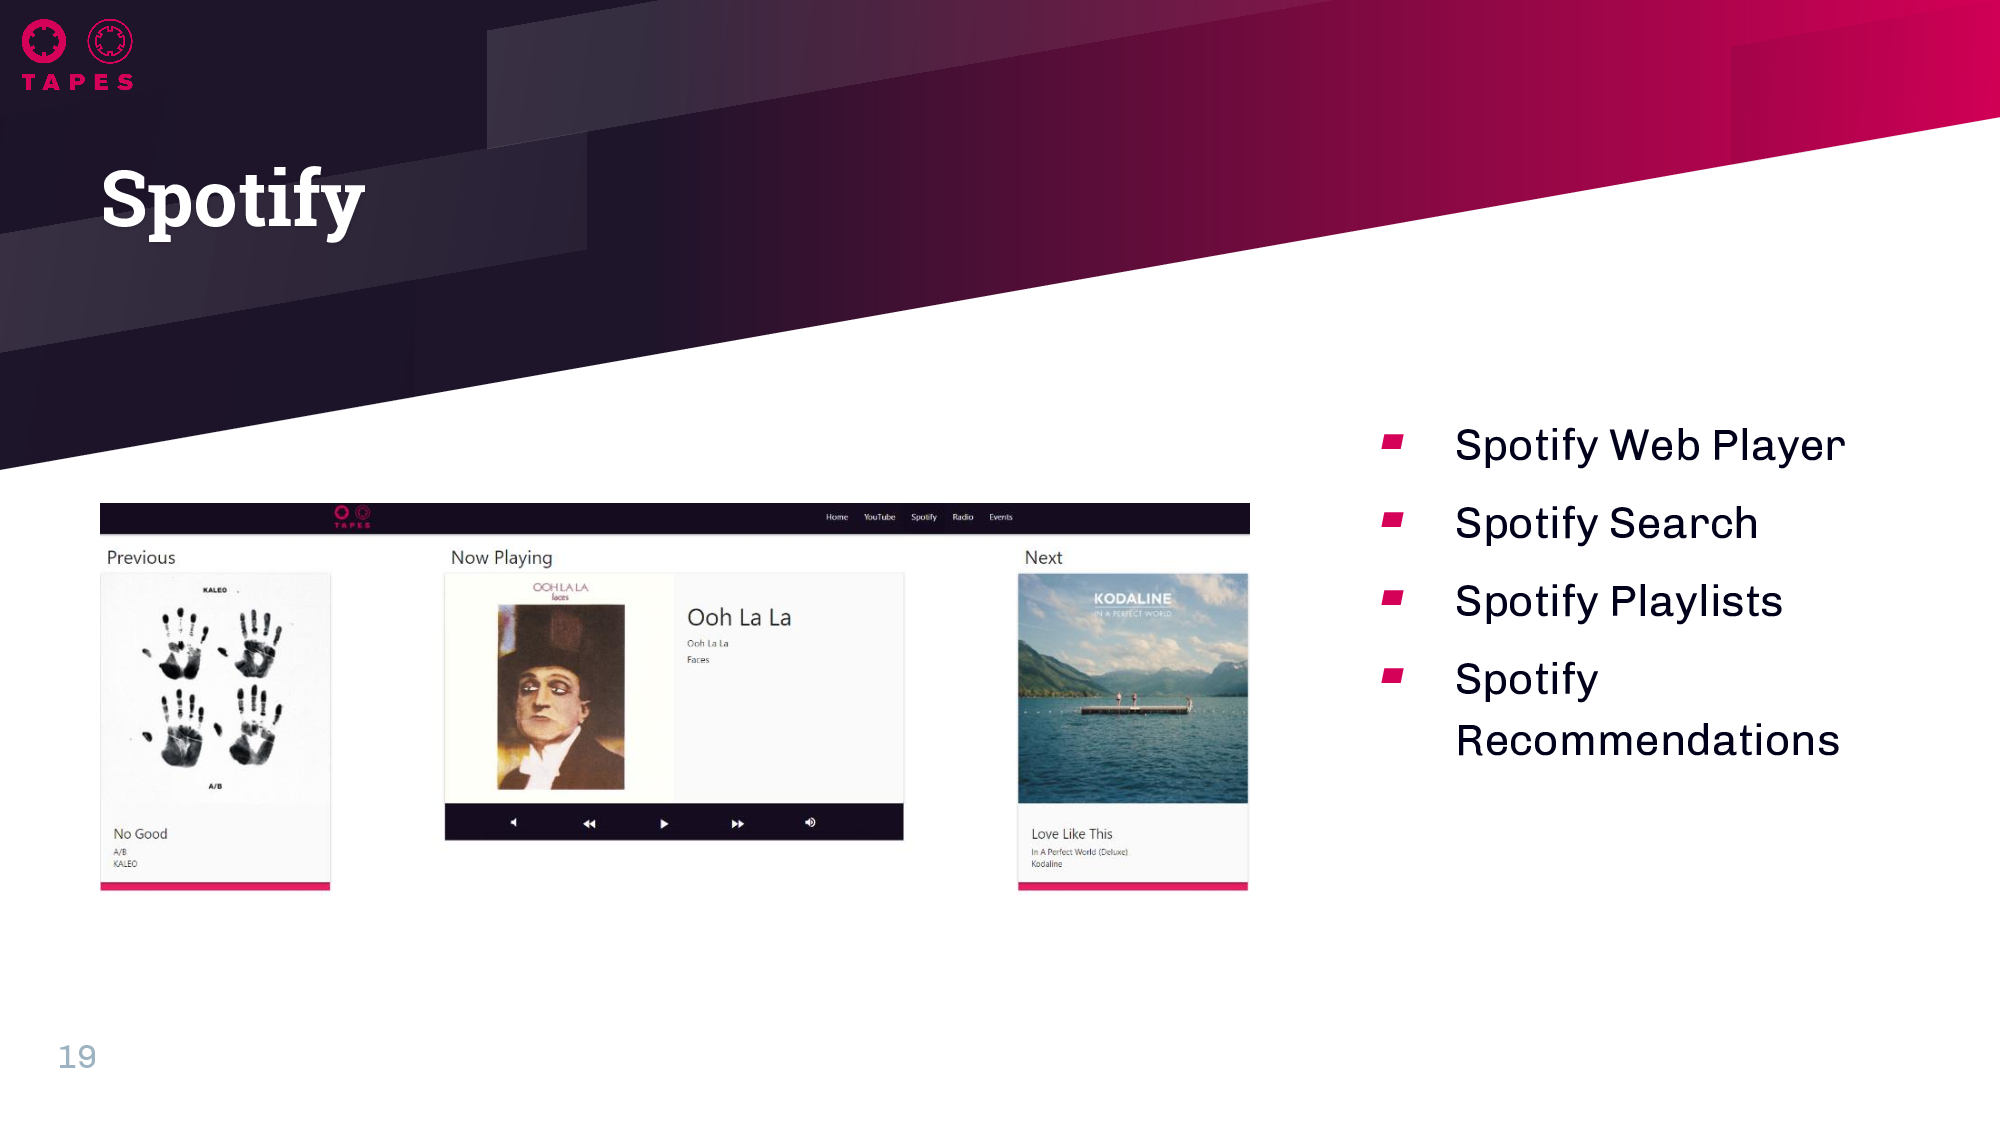 TAPES
Spotify
TAPES
Home YouTube Spotify Radio Events
Previous
KALEO
A/B
No Good
A/B
KALEO
Now Playing
OOH LA LA
faces
Ooh La La
Ooh La La
Faces
Next
KODALINE
IN A PERFECT WORLD
Love Like This
In A Perfect World (Deluxe)
Kodaline
Spotify Web Player
Spotify Search
Spotify Playlists
Spotify
Recommendations
19